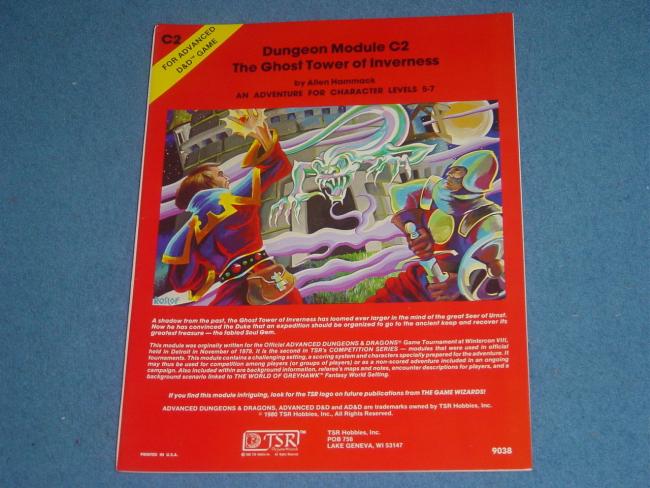 C2
FOR ADVANCED
D&D™ GAME
Dungeon Module C2
The Ghost Tower of Inverness
by Allen Hammack
AN ADVENTURE FOR CHARACTER LEVELS 5-7
ROSLOF
A shadow from the past, the Ghost Tower of Inverness has loomed ever larger in the mind of the great Seer of Urnst.
Now he has convinced the Duke that an expedition should be organized to go to the ancient keep and recover its
greatest treasure — the fabled Soul Gem.
This module was orginally written for the Official ADVANCED DUNGEONS & DRAGONS® Game Tournament at Wintercon VIII,
held in Detroit in November of 1979. It is the second in TSR's COMPETITION SERIES — modules that were used in official
tournaments. This module contains a challenging setting, a scoring system and characters specially prepared for the adventure. It
may thus be used for competition among players (or groups of players) or as a non-scored adventure included in an ongoing
campaign. Also included within are background information, referee's maps and notes, encounter descriptions for players, and a
background scenario linked to THE WORLD OF GREYHAWK™ Fantasy World Setting.
If you find this module intriguing, look for the TSR logo on future publications from THE GAME WIZARDS!
ADVANCED DUNGEONS & DRAGONS, ADVANCED D&D and AD&D are trademarks owned by TSR Hobbies, Inc.
© 1980 TSR Hobbies, Inc., All Rights Reserved.
TSR
The Game Wizards
TSR Hobbies, Inc.
POB 756
LAKE GENEVA, WI 53147
PRINTED IN U.S.A.
9038